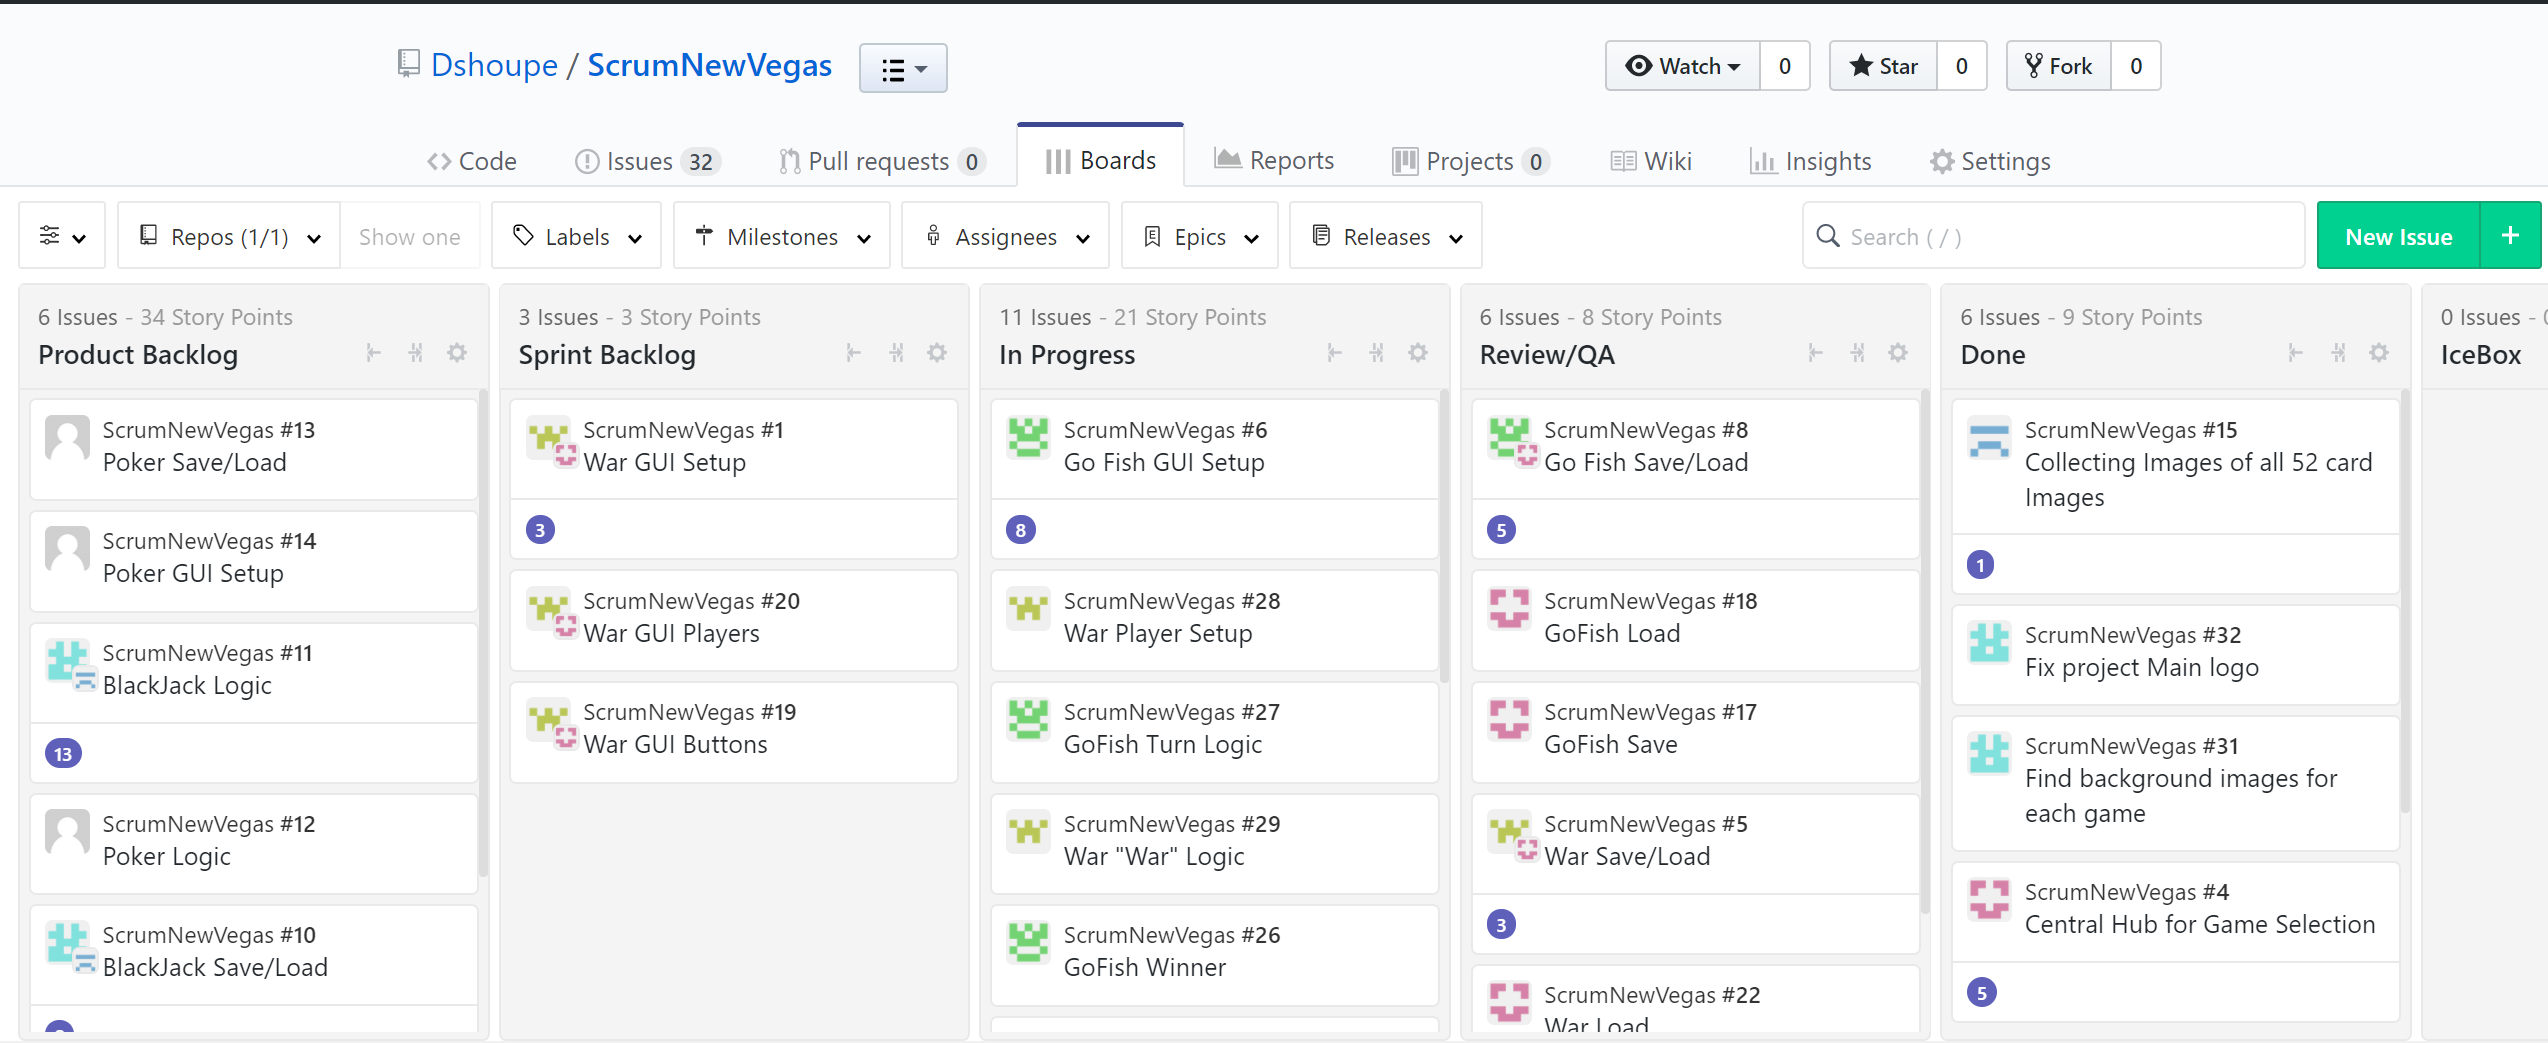 Dshoupe / ScrumNewVegas
Watch 0 Star 0 Fork 0
Code Issues 32 Pull requests 0 Boards Reports Projects 0 Wiki Insights Settings
Repos (1/1) Show one Labels Milestones Assignees Epics Releases Search ( / ) New Issue +
6 Issues - 34 Story Points
Product Backlog
ScrumNewVegas #13
Poker Save/Load
ScrumNewVegas #14
Poker GUI Setup
ScrumNewVegas #11
BlackJack Logic
13
ScrumNewVegas #12
Poker Logic
ScrumNewVegas #10
BlackJack Save/Load
3 Issues - 3 Story Points
Sprint Backlog
ScrumNewVegas #1
War GUI Setup
3
ScrumNewVegas #20
War GUI Players
ScrumNewVegas #19
War GUI Buttons
11 Issues - 21 Story Points
In Progress
ScrumNewVegas #6
Go Fish GUI Setup
8
ScrumNewVegas #28
War Player Setup
ScrumNewVegas #27
GoFish Turn Logic
ScrumNewVegas #29
War "War" Logic
ScrumNewVegas #26
GoFish Winner
6 Issues - 8 Story Points
Review/QA
ScrumNewVegas #8
Go Fish Save/Load
5
ScrumNewVegas #18
GoFish Load
ScrumNewVegas #17
GoFish Save
ScrumNewVegas #5
War Save/Load
3
ScrumNewVegas #22
War Load
6 Issues - 9 Story Points
Done
ScrumNewVegas #15
Collecting Images of all 52 card
Images
1
ScrumNewVegas #32
Fix project Main logo
ScrumNewVegas #31
Find background images for
each game
ScrumNewVegas #4
Central Hub for Game Selection
5
0 Issues -
IceBox